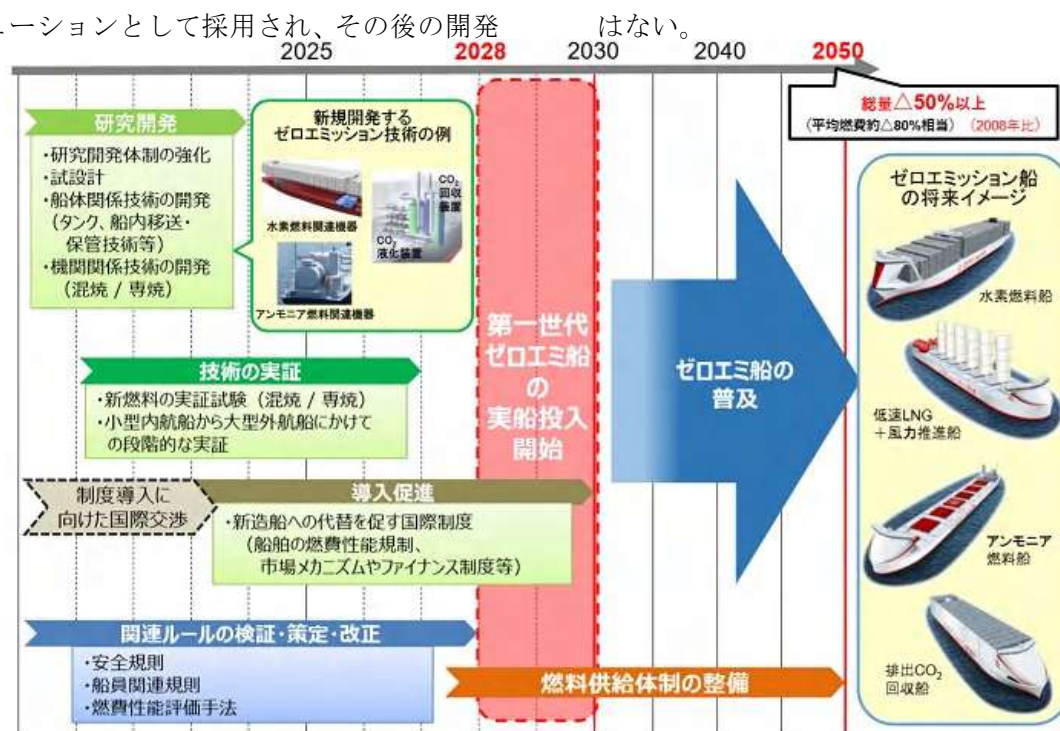 ューションとして採用され、その後の開発
はない。
2025
2028
2030
2040
2050
総量△50%以上
(平均燃費約△80%相当) (2008年比)
研究開発
・研究開発体制の強化
・試設計
・船体関係技術の開発
(タンク、船内移送・
保管技術等)
・機関関係技術の開発
(混焼 / 専焼)
新規開発する
ゼロエミッション技術の例
水素燃料関連機器
CO2
回収
装置
CO2
液化装置
アンモニア燃料関連機器
技術の実証
・新燃料の実証試験(混焼 / 専焼)
・小型内航船から大型外航船にかけて
の段階的な実証
制度導入に
向けた国際交渉
導入促進
・新造船への代替を促す国際制度
(船舶の燃費性能規制、
市場メカニズムやファイナンス制度等)
関連ルールの検証・策定・改正
・安全規則
・船員関連規則
・燃費性能評価手法
第一世代
ゼロエミ船
の
実船投入
開始
ゼロエミ船の
普及
燃料供給体制の整備
ゼロエミッション船
の将来イメージ
水素燃料船
低速LNG
+風力推進船
アンモニア
燃料船
排出CO2
回収船